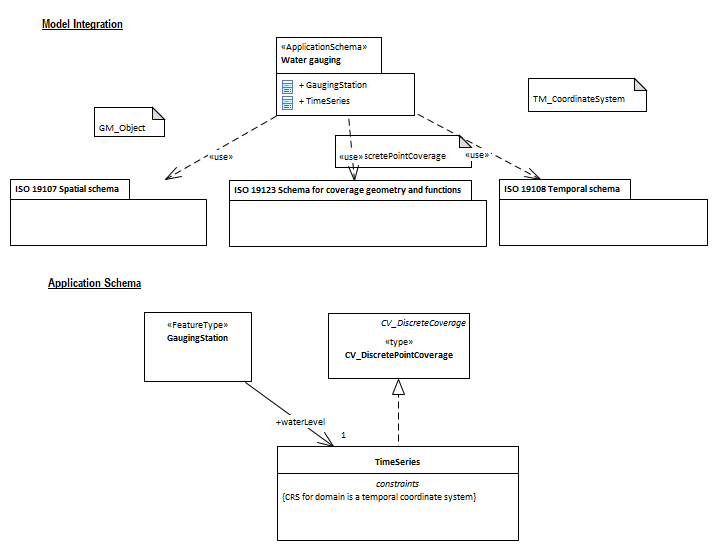 Model Integration
«ApplicationSchema»
Water gauging
+ GaugingStation
+ TimeSeries
GM_Object
TM_CoordinateSystem
scretePointCoverage
«use»
«use»
«use»
ISO 19107 Spatial schema
ISO 19123 Schema for coverage geometry and functions
ISO 19108 Temporal schema
Application Schema
«FeatureType»
GaugingStation
CV_DiscreteCoverage
«type»
CV_DiscretePointCoverage
+waterLevel
1
TimeSeries
constraints
{CRS for domain is a temporal coordinate system}